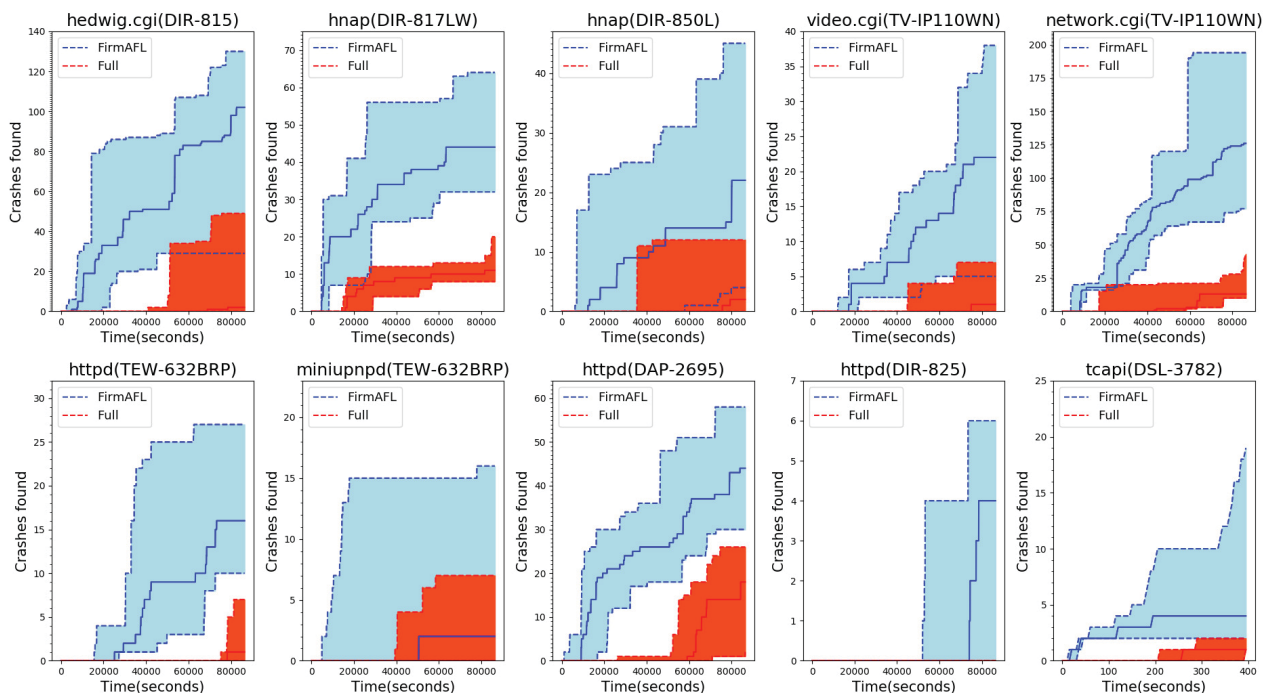 hedwig.cgi(DIR-815)
140
120
100
80
60
40
20
0
Crashes found
FirmAFL
Full
0 20000 40000 60000 80000
Time(seconds)
hnap(DIR-817LW)
70
60
50
40
30
20
10
0
Crashes found
FirmAFL
Full
0 20000 40000 60000 80000
Time(seconds)
hnap(DIR-850L)
40
30
20
10
0
Crashes found
FirmAFL
Full
0 20000 40000 60000 80000
Time(seconds)
video.cgi(TV-IP110WN)
40
35
30
25
20
15
10
5
0
Crashes found
FirmAFL
Full
0 20000 40000 60000 80000
Time(seconds)
network.cgi(TV-IP110WN)
200
175
150
125
100
75
50
25
0
Crashes found
FirmAFL
Full
0 20000 40000 60000 80000
Time(seconds)
httpd(TEW-632BRP)
30
25
20
15
10
5
0
Crashes found
FirmAFL
Full
0 20000 40000 60000 80000
Time(seconds)
miniupnpd(TEW-632BRP)
20
15
10
5
0
Crashes found
FirmAFL
Full
0 20000 40000 60000 80000
Time(seconds)
httpd(DAP-2695)
60
50
40
30
20
10
0
Crashes found
FirmAFL
Full
0 20000 40000 60000 80000
Time(seconds)
httpd(DIR-825)
7
6
5
4
3
2
1
0
Crashes found
FirmAFL
Full
0 20000 40000 60000 80000
Time(seconds)
tcapi(DSL-3782)
25
20
15
10
5
0
Crashes found
FirmAFL
Full
0 100 200 300 400
Time(seconds)